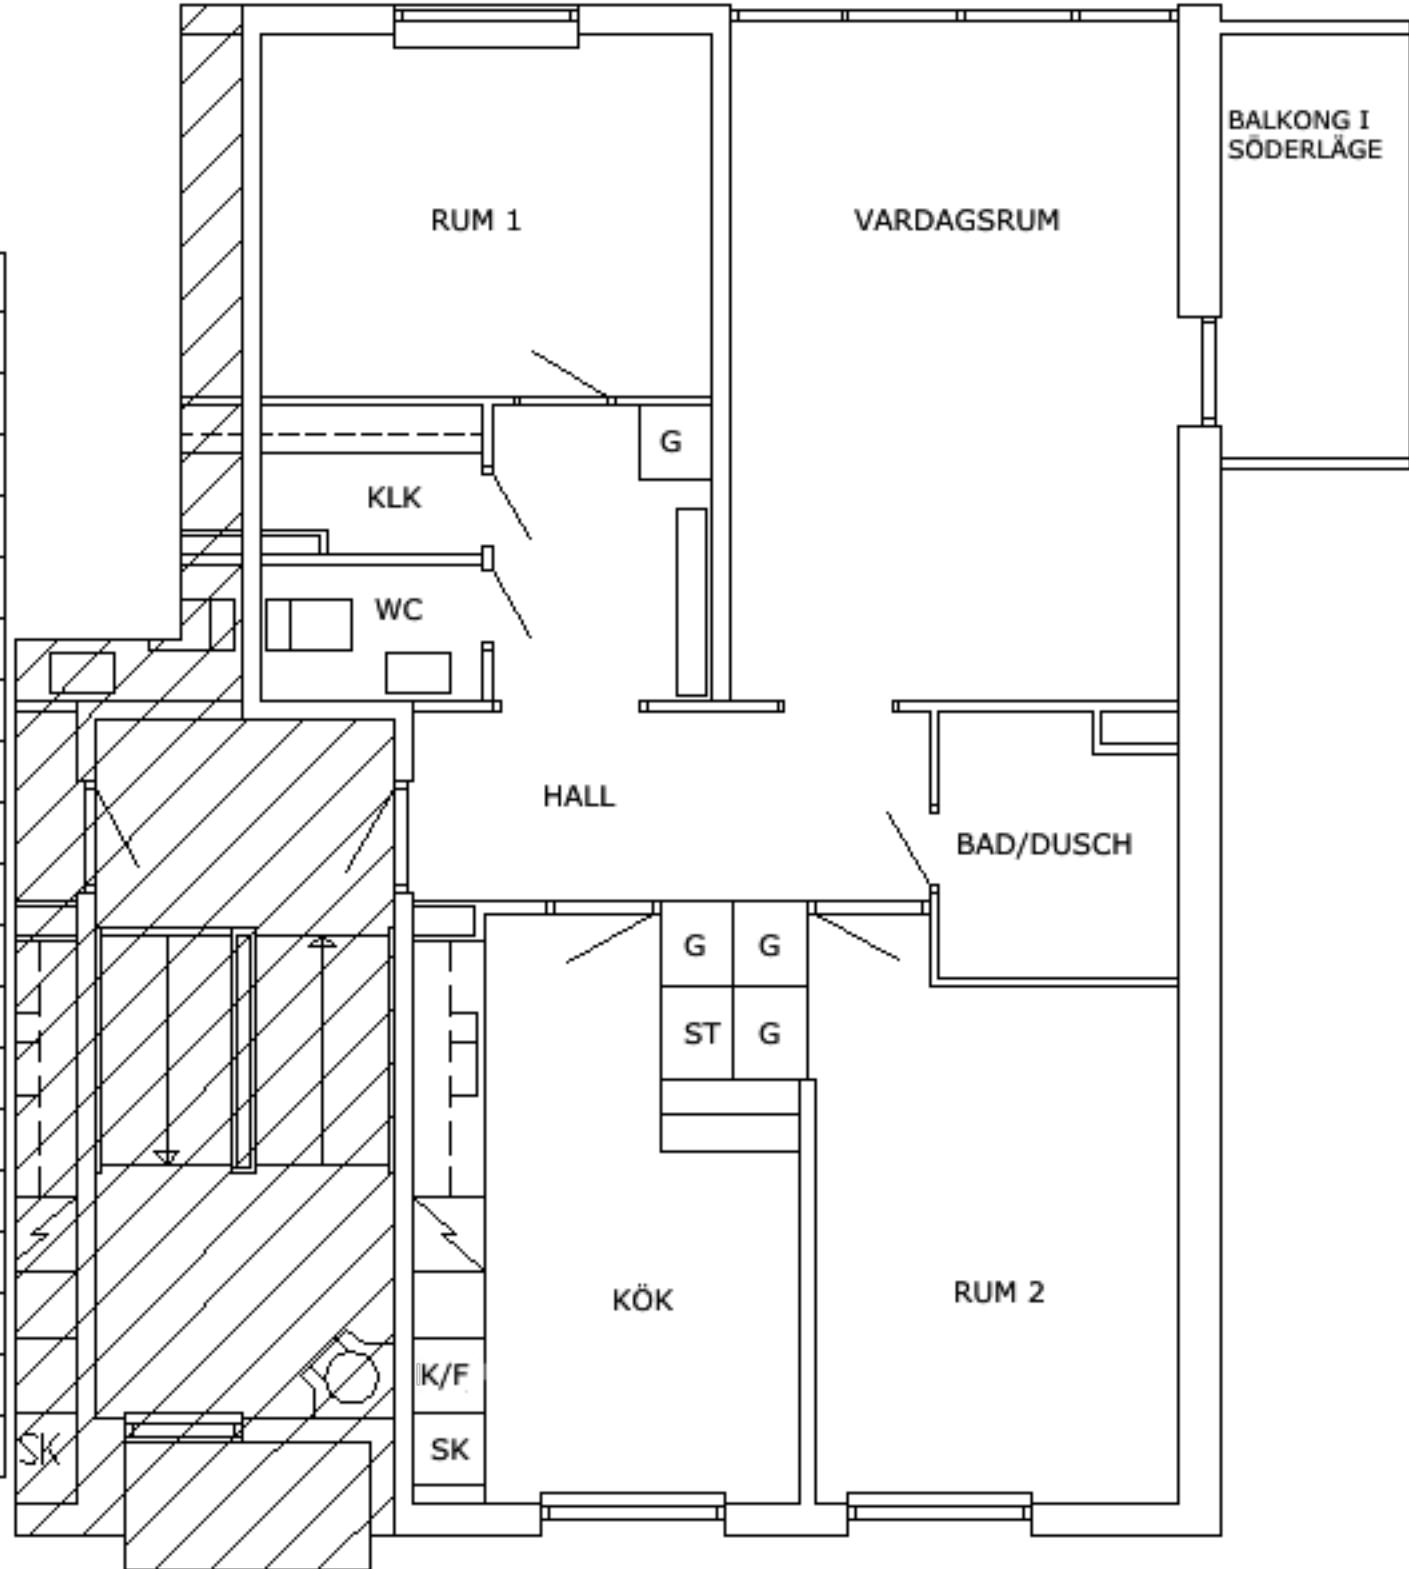 BALKONG I
SÖDERLÄGE
RUM 1
VARDAGSRUM
G
KLK
WC
HALL
BAD/DUSCH
G
G
ST
G
KÖK
RUM 2
K/F
SK
SK